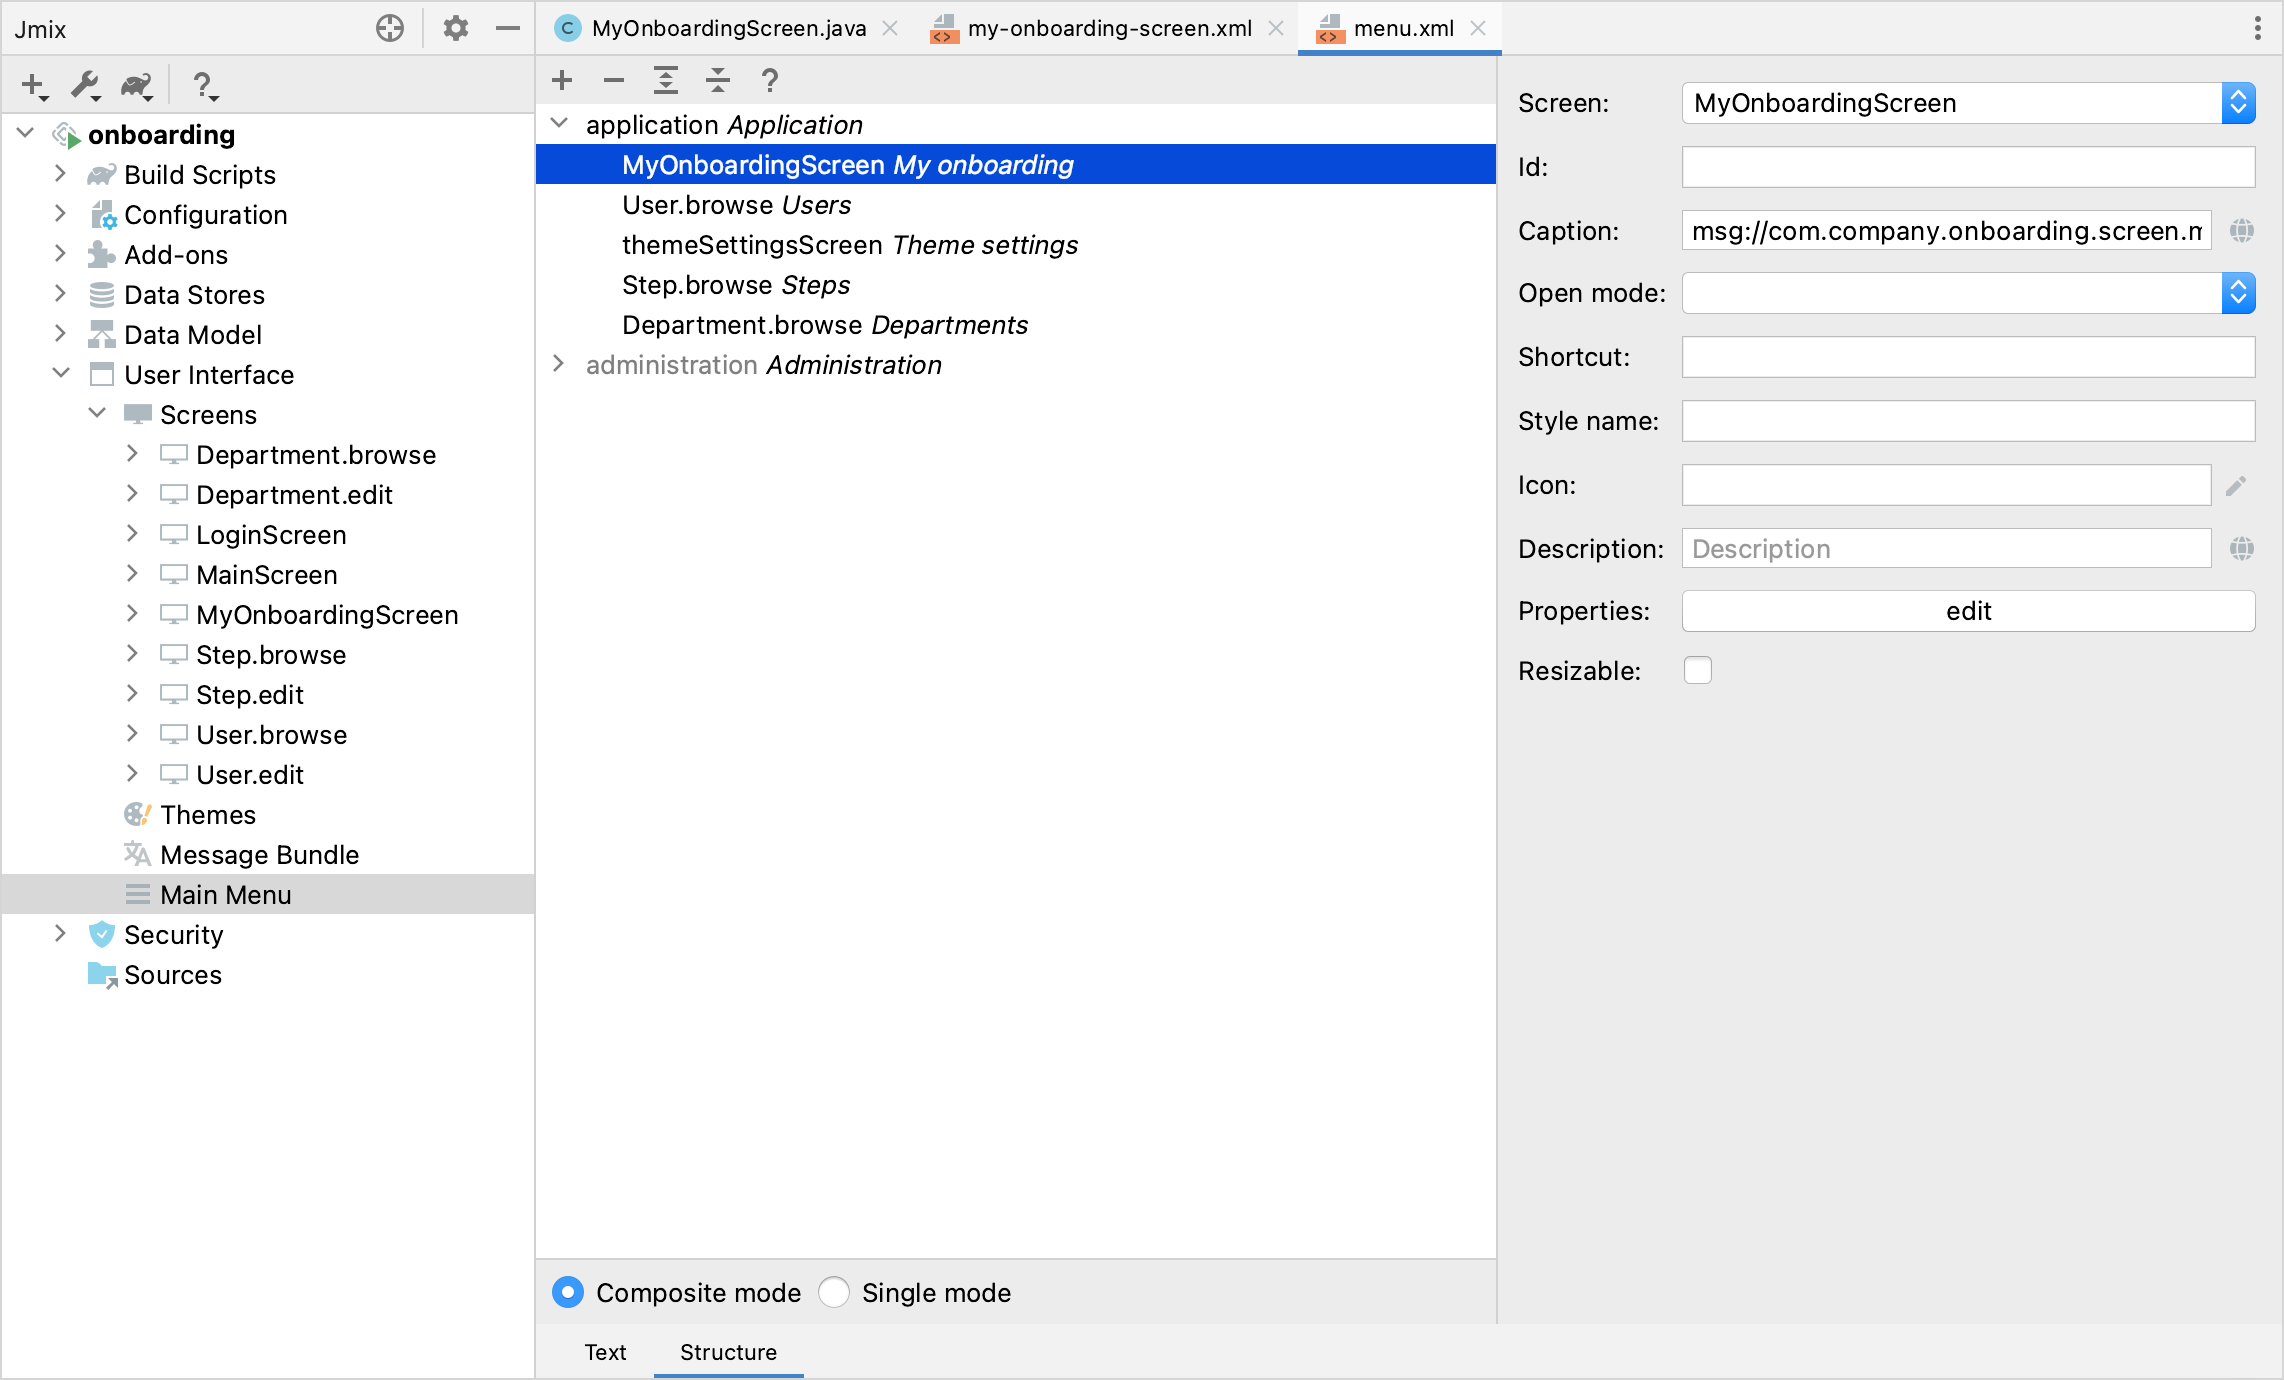 Jmix
onboarding
Build Scripts
Configuration
Add-ons
Data Stores
Data Model
User Interface
Screens
Department.browse
Department.edit
LoginScreen
MainScreen
MyOnboardingScreen
Step.browse
Step.edit
User.browse
User.edit
Themes
Message Bundle
Main Menu
Security
Sources
MyOnboardingScreen.java my-onboarding-screen.xml menu.xml
application Application
MyOnboardingScreen My onboarding
User.browse Users
themeSettingsScreen Theme settings
Step.browse Steps
Department.browse Departments
administration Administration
Composite mode Single mode
Text Structure
Screen: MyOnboardingScreen
Id:
Caption: msg://com.company.onboarding.screen.m
Open mode:
Shortcut:
Style name:
Icon:
Description: Description
Properties: edit
Resizable: